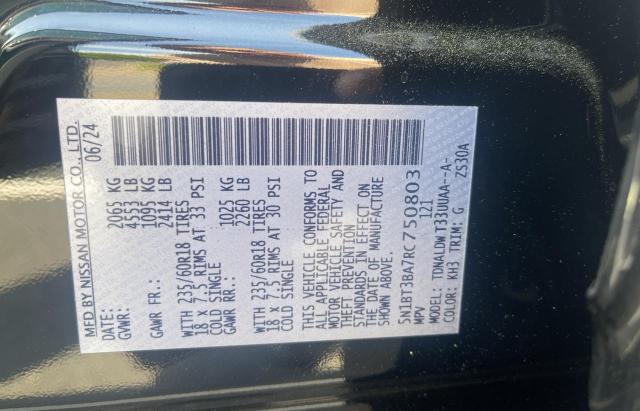 MFD BY NISSAN MOTOR CO., LTD.
DATE: 06/24
GVWR: 2065 KG
4553 LB
GAWR FR: 1095 KG
2414 LB
WITH 235/60R18 TIRES
18 x 7.5 RIMS AT 33 PSI
COLD SINGLE
GAWR RR: 1025 KG
2260 LB
WITH 235/60R18 TIRES
18 x 7.5 RIMS AT 30 PSI
COLD SINGLE
THIS VEHICLE CONFORMS TO
ALL APPLICABLE FEDERAL
MOTOR VEHICLE SAFETY AND
THEFT PREVENTION
STANDARDS IN EFFECT ON
THE DATE OF MANUFACTURE
SHOWN ABOVE.
5N1BT3BA7RC750803
MPV 121
MODEL: TDNALDW T33UUAA--A-
COLOR: KH3 TRIM: G ZS30A